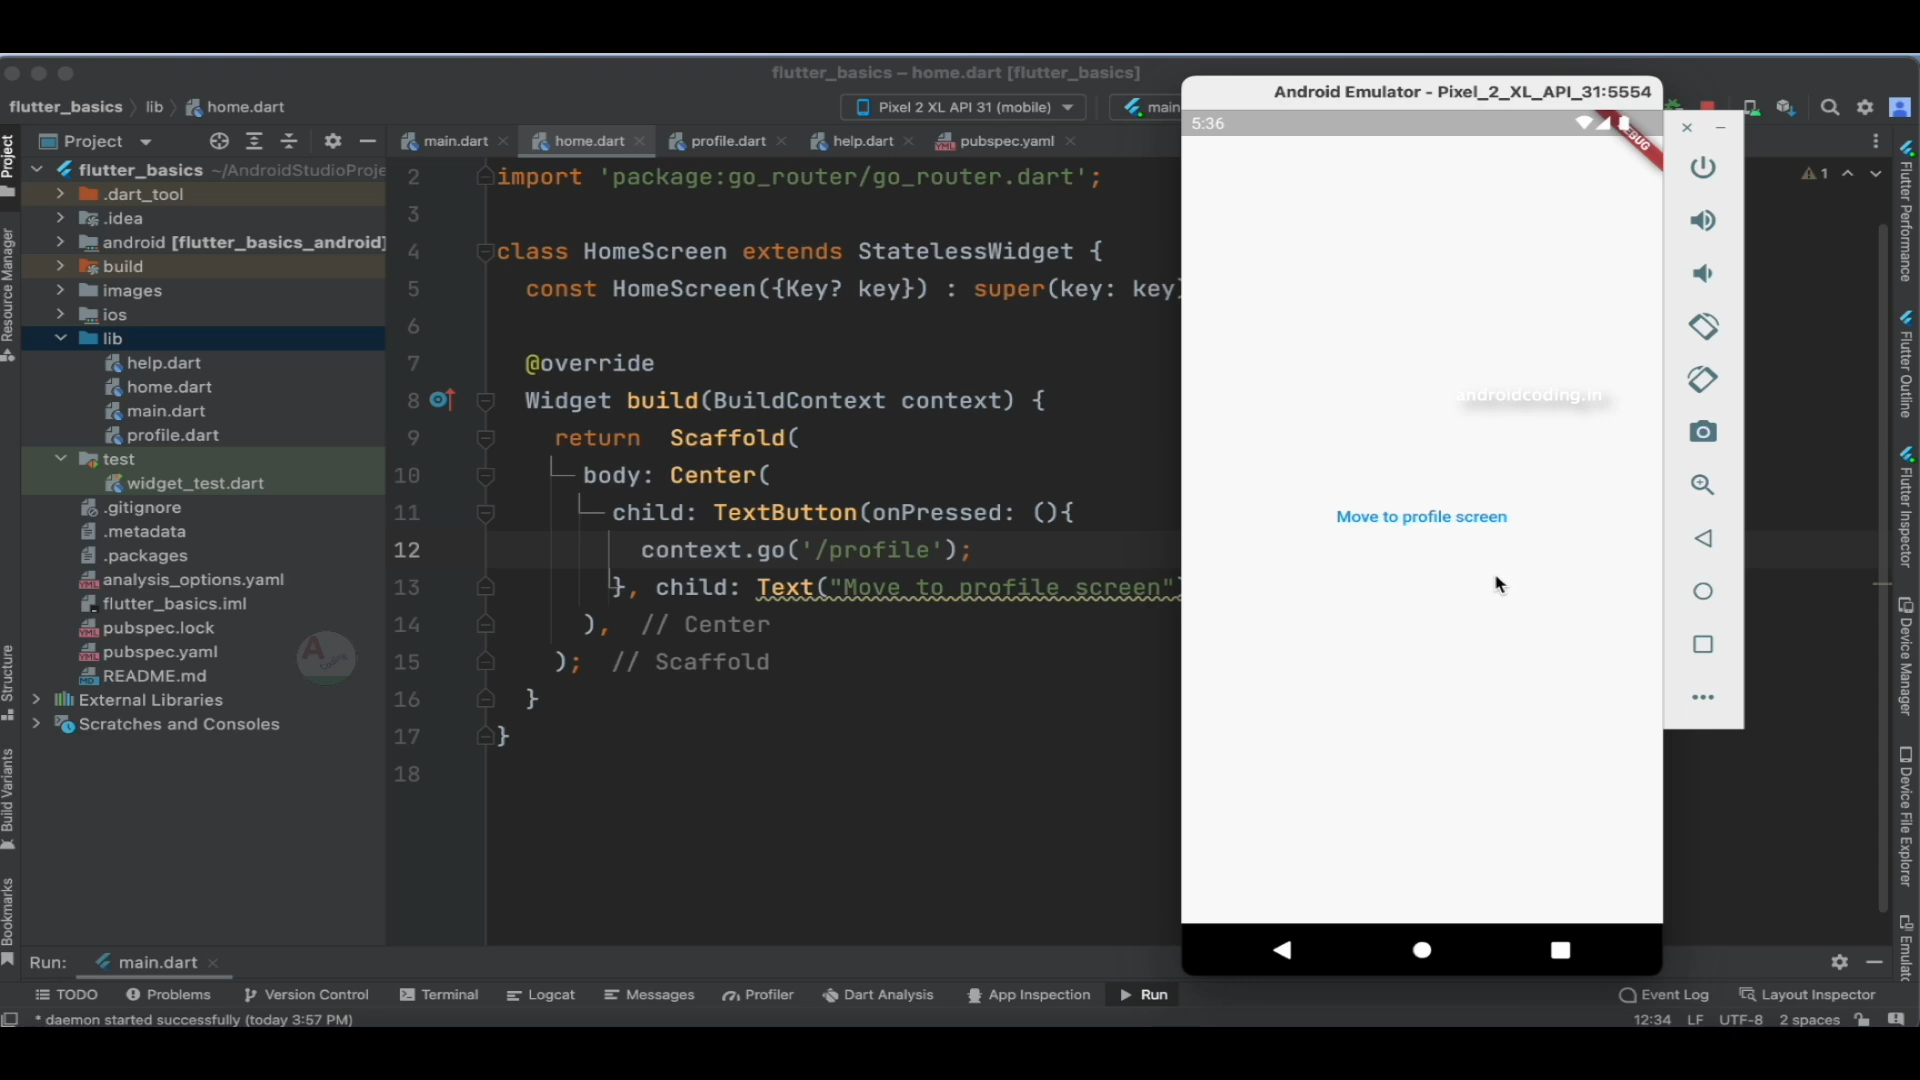 flutter_basics – home.dart [flutter_basics]
flutter_basics lib home.dart
Pixel 2 XL API 31 (mobile)
main
Project
main.dart
home.dart
profile.dart
help.dart
pubspec.yaml
Project
Resource Manager
Structure
Build Variants
Bookmarks
flutter_basics ~/AndroidStudioProje
.dart_tool
.idea
android [flutter_basics_android]
build
images
ios
lib
help.dart
home.dart
main.dart
profile.dart
test
widget_test.dart
.gitignore
.metadata
.packages
analysis_options.yaml
flutter_basics.iml
pubspec.lock
pubspec.yaml
README.md
External Libraries
Scratches and Consoles
A
Coding
2 import 'package:go_router/go_router.dart';
3
4 class HomeScreen extends StatelessWidget {
5 const HomeScreen({Key? key}) : super(key: key
6
7 @override
8 Widget build(BuildContext context) {
9 return Scaffold(
10 body: Center(
11 child: TextButton(onPressed: (){
12 context.go('/profile');
13 }, child: Text("Move to profile screen")
14 ), // Center
15 ); // Scaffold
16 }
17 }
18
1
Android Emulator - Pixel_2_XL_API_31:5554
5:36
DEBUG
androidcoding.in
Move to profile screen
Flutter Performance
Flutter Outline
Flutter Inspector
Device Manager
Device File Explorer
Emulato
Run: main.dart
TODO Problems Version Control Terminal Logcat Messages Profiler Dart Analysis App Inspection Run Event Log Layout Inspector
* daemon started successfully (today 3:57 PM) 12:34 LF UTF-8 2 spaces